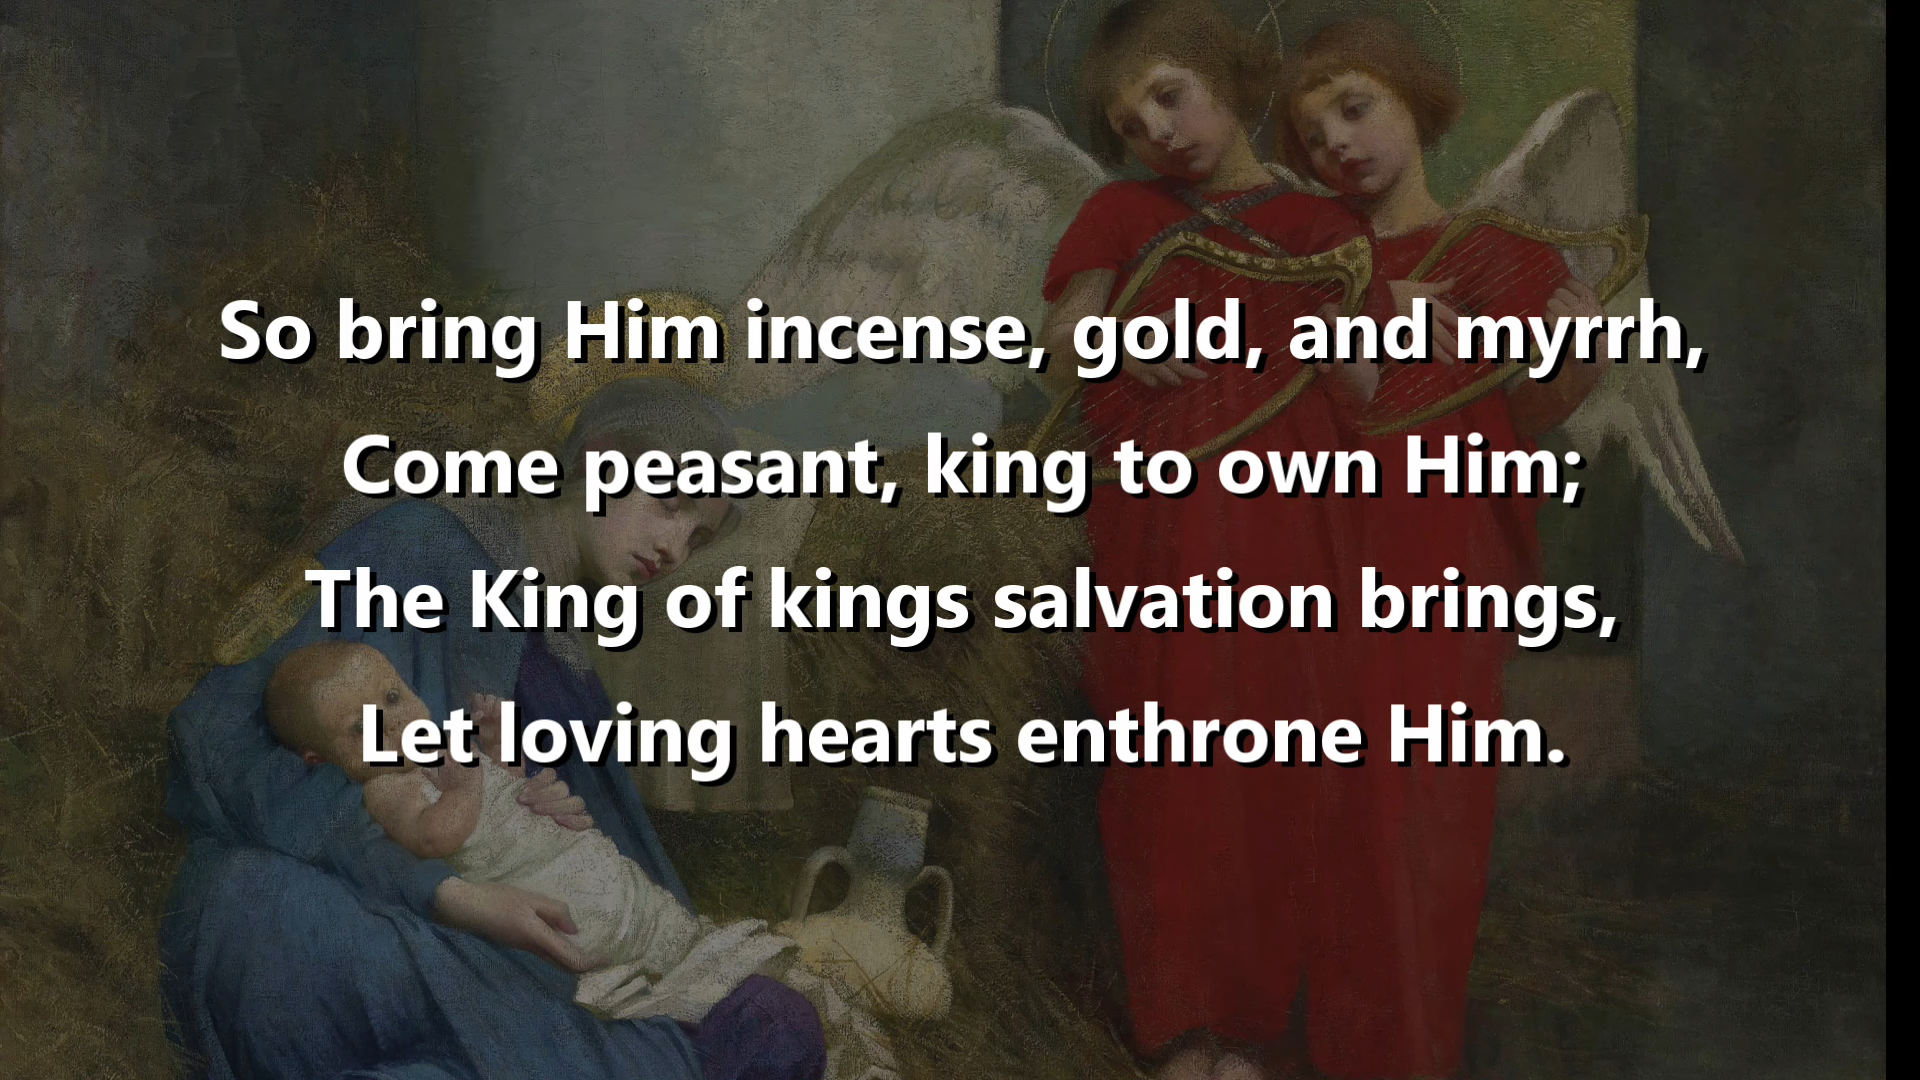 So bring Him incense, gold, and myrrh,
Come peasant, king to own Him;
The King of kings salvation brings,
Let loving hearts enthrone Him.